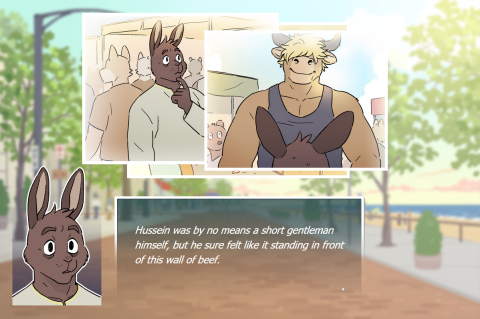 Hussein was by no means a short gentleman
himself, but he sure felt like it standing in front
of this wall of beef.